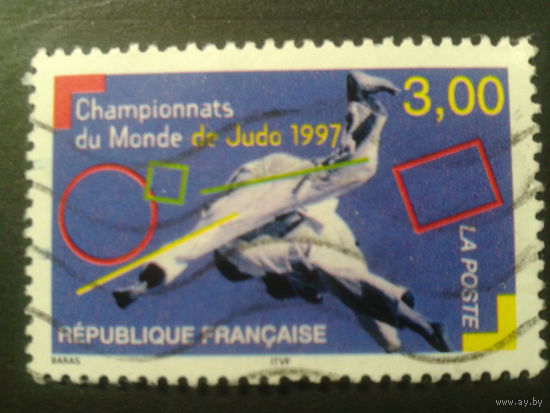 Championnats
du Monde de Judo 1997
3,00
LA POSTE
RÉPUBLIQUE FRANÇAISE
BARAS
ITVF
www.ay.by